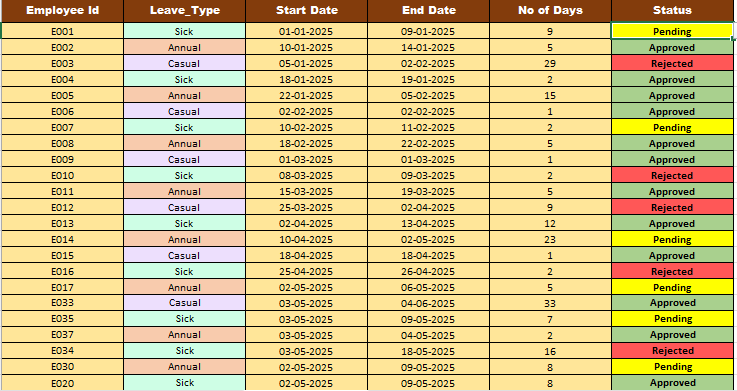 Employee Id Leave_Type Start Date End Date No of Days Status
E001 Sick 01-01-2025 09-01-2025 9 Pending
E002 Annual 10-01-2025 14-01-2025 5 Approved
E003 Casual 05-01-2025 02-02-2025 29 Rejected
E004 Sick 18-01-2025 19-01-2025 2 Approved
E005 Annual 22-01-2025 05-02-2025 15 Approved
E006 Casual 02-02-2025 02-02-2025 1 Approved
E007 Sick 10-02-2025 11-02-2025 2 Pending
E008 Annual 18-02-2025 22-02-2025 5 Approved
E009 Casual 01-03-2025 01-03-2025 1 Approved
E010 Sick 08-03-2025 09-03-2025 2 Rejected
E011 Annual 15-03-2025 19-03-2025 5 Approved
E012 Casual 25-03-2025 02-04-2025 9 Rejected
E013 Sick 02-04-2025 13-04-2025 12 Approved
E014 Annual 10-04-2025 02-05-2025 23 Pending
E015 Casual 18-04-2025 18-04-2025 1 Approved
E016 Sick 25-04-2025 26-04-2025 2 Rejected
E017 Annual 02-05-2025 06-05-2025 5 Pending
E033 Casual 03-05-2025 04-06-2025 33 Approved
E035 Sick 03-05-2025 09-05-2025 7 Pending
E037 Annual 03-05-2025 04-05-2025 2 Approved
E034 Sick 03-05-2025 18-05-2025 16 Rejected
E030 Annual 02-05-2025 09-05-2025 8 Pending
E020 Sick 02-05-2025 09-05-2025 8 Approved